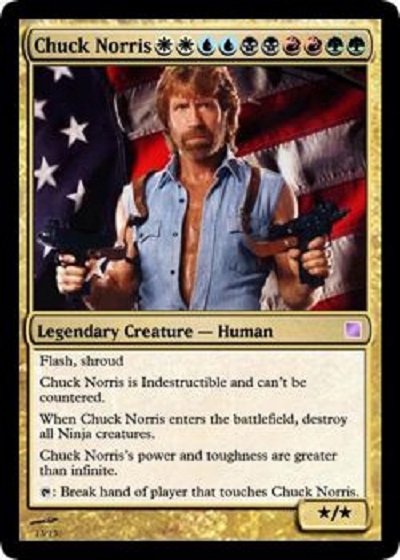 Chuck Norris
Legendary Creature — Human
Flash, shroud
Chuck Norris is Indestructible and can't be
countered.
When Chuck Norris enters the battlefield, destroy
all Ninja creatures.
Chuck Norris's power and toughness are greater
than infinite.
: Break hand of player that touches Chuck Norris.
★/★